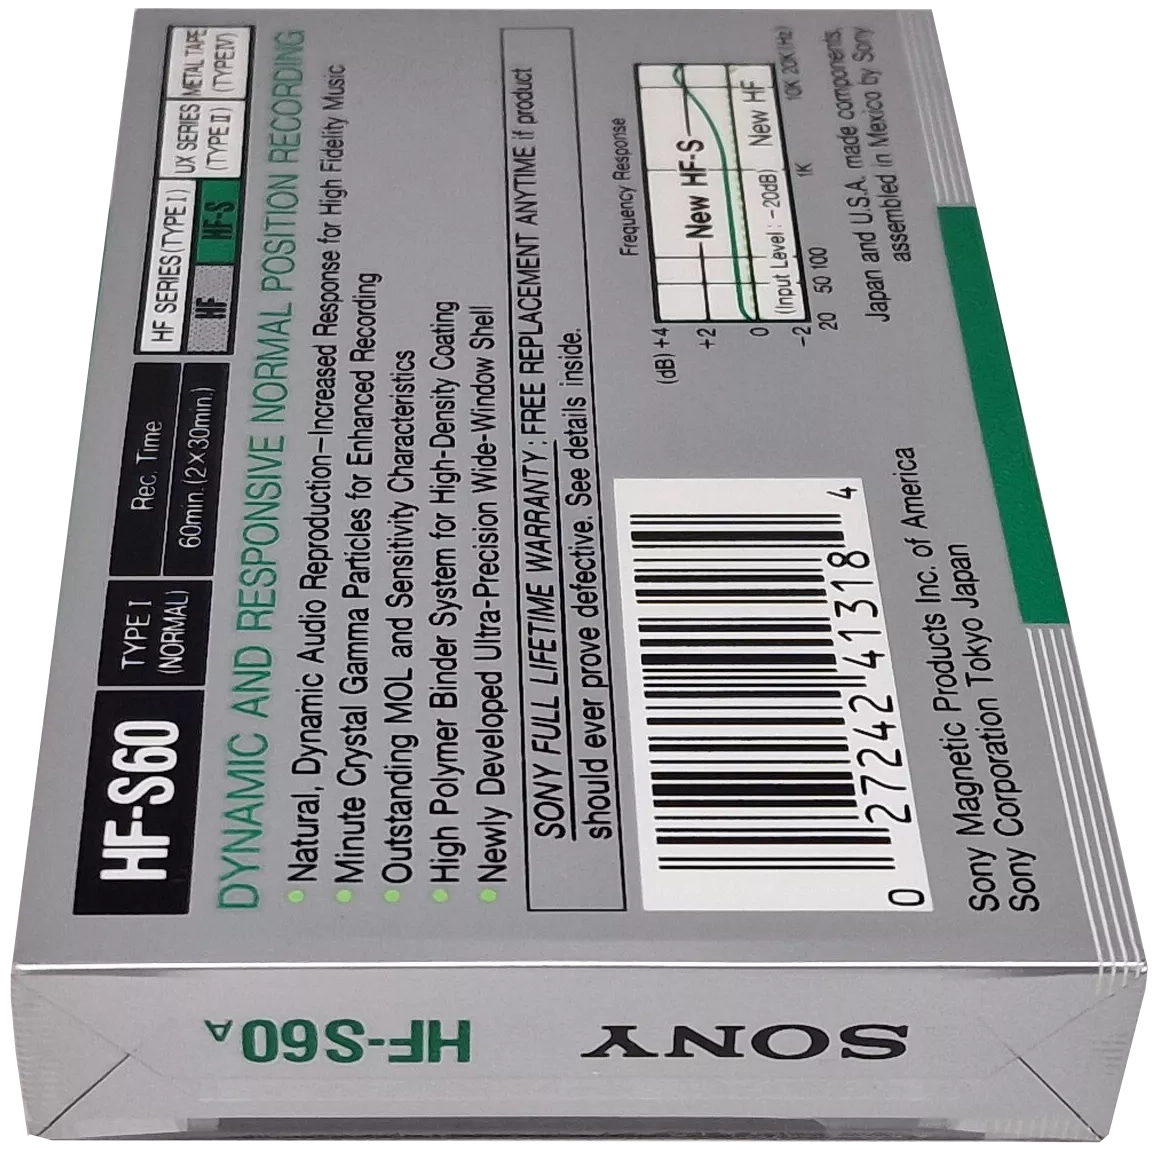 HF-S60
TYPE I
(NORMAL)
Rec. Time
60min.(2×30min.)
HF SERIES(TYPE I)
HF
HF-S
UX SERIES
(TYPE II)
METAL TAPE
(TYPE IV)
DYNAMIC AND RESPONSIVE NORMAL POSITION RECORDING
• Natural, Dynamic Audio Reproduction–Increased Response for High Fidelity Music
• Minute Crystal Gamma Particles for Enhanced Recording
• Outstanding MOL and Sensitivity Characteristics
• High Polymer Binder System for High-Density Coating
• Newly Developed Ultra-Precision Wide-Window Shell
SONY FULL LIFETIME WARRANTY: FREE REPLACEMENT ANYTIME if product
should ever prove defective. See details inside.
Frequency Response
(dB) +4
+2
0
-2
New HF-S
(Input Level: -20dB)
New HF
20 50 100 1K 10K 20K (Hz)
Japan and U.S.A. made components,
assembled in Mexico by Sony
0 27242 41318 4
Sony Magnetic Products Inc. of America
Sony Corporation Tokyo Japan
HF-S60A
SONY